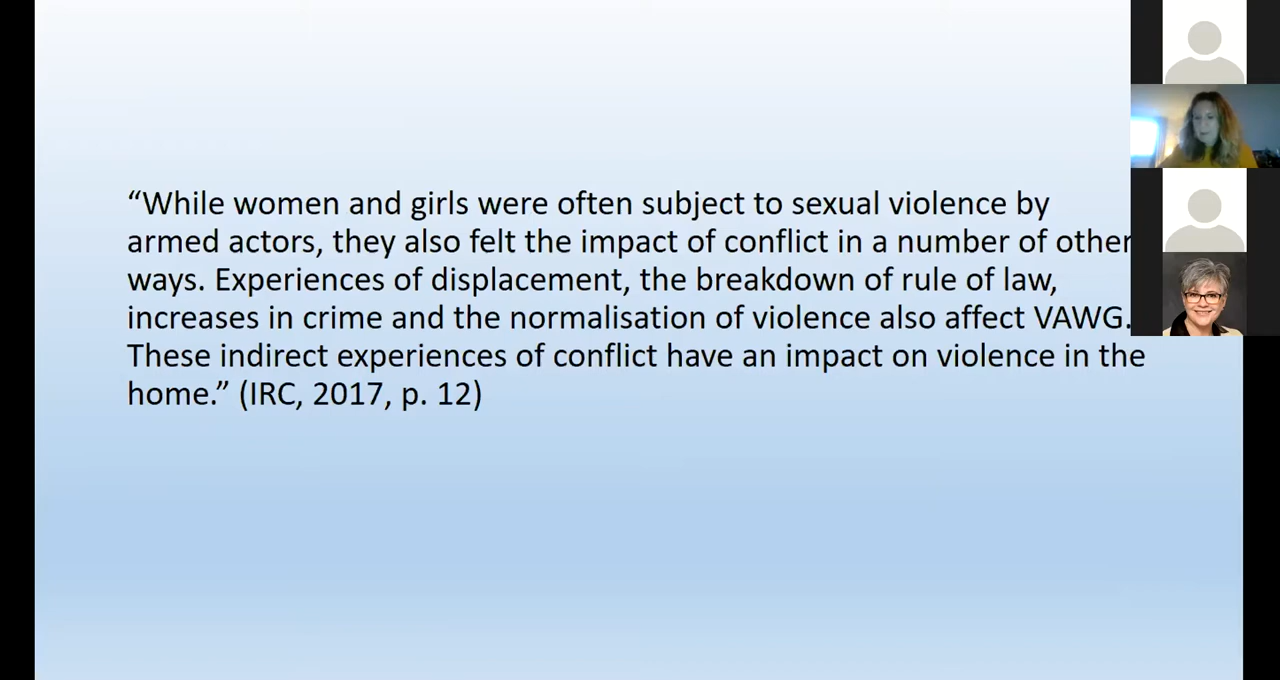 “While women and girls were often subject to sexual violence by
armed actors, they also felt the impact of conflict in a number of other
ways. Experiences of displacement, the breakdown of rule of law,
increases in crime and the normalisation of violence also affect VAWG.
These indirect experiences of conflict have an impact on violence in the
home.” (IRC, 2017, p. 12)